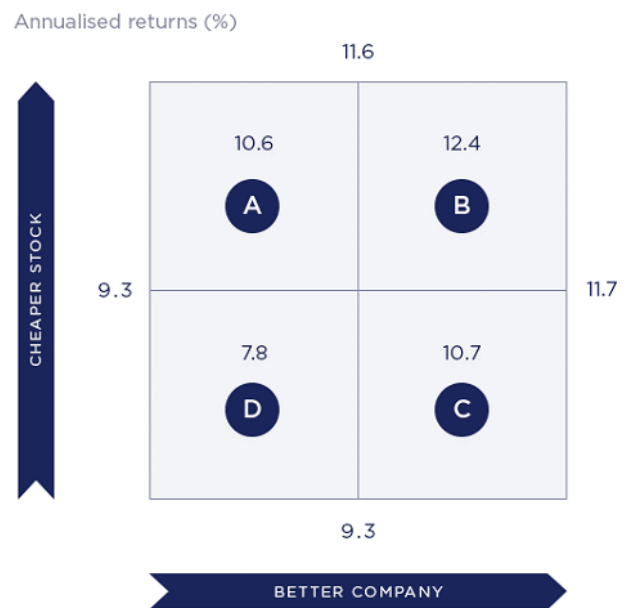 Annualised returns (%)
11.6
10.6
12.4
A
B
CHEAPER STOCK
9.3
11.7
7.8
10.7
D
C
9.3
BETTER COMPANY